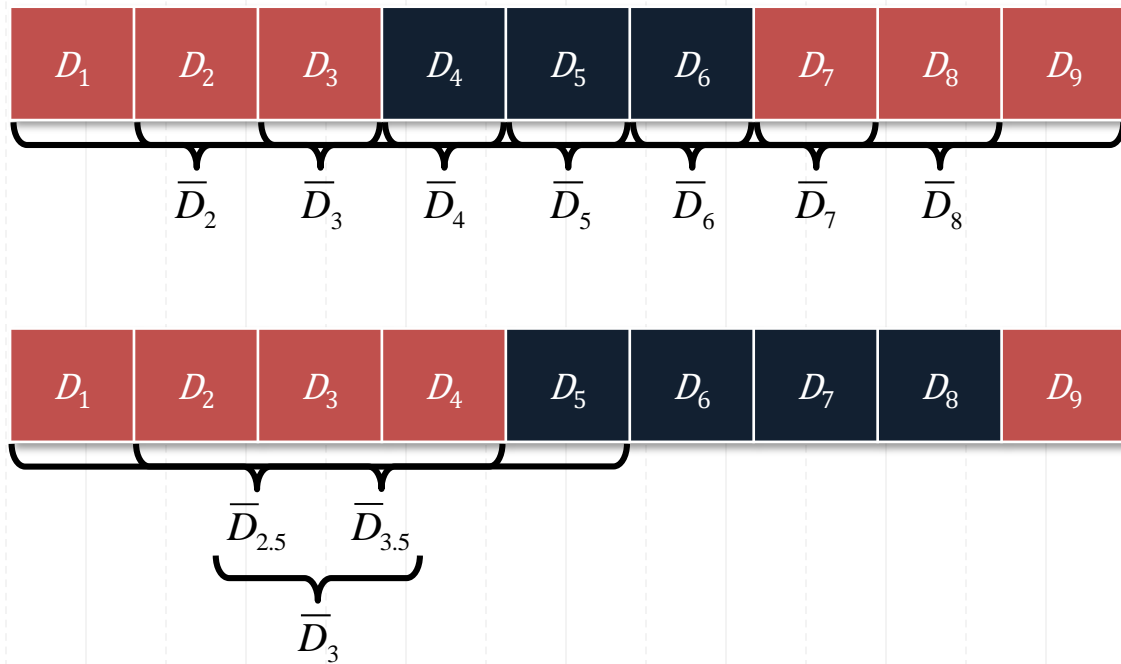 D₁ D₂ D₃ D₄ D₅ D₆ D₇ D₈ D₉
D̅₂ D̅₃ D̅₄ D̅₅ D̅₆ D̅₇ D̅₈
D₁ D₂ D₃ D₄ D₅ D₆ D₇ D₈ D₉
D̅₂.₅ D̅₃.₅
D̅₃